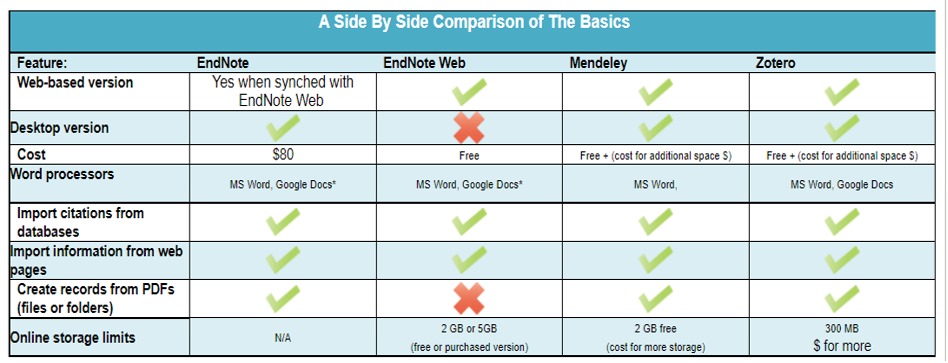 A Side By Side Comparison of The Basics
Feature: EndNote EndNote Web Mendeley Zotero
Web-based version Yes when synched with
EndNote Web
Desktop version
Cost $80 Free Free + (cost for additional space $) Free + (cost for additional space $)
Word processors
MS Word, Google Docs* MS Word, Google Docs* MS Word, MS Word, Google Docs
Import citations from
databases
Import information from web
pages
Create records from PDFs
(files or folders)
Online storage limits N/A 2 GB or 5GB 2 GB free 300 MB
(free or purchased version) (cost for more storage) $ for more